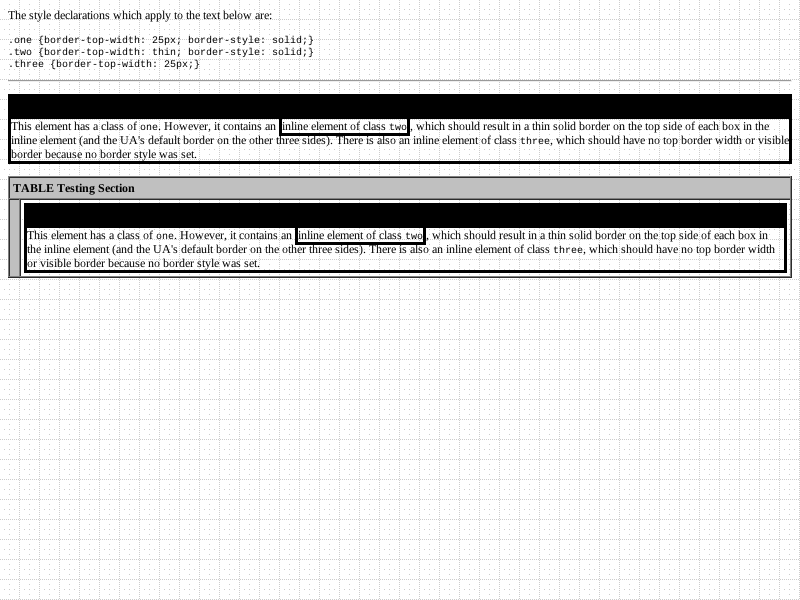 The style declarations which apply to the text below are:
.one {border-top-width: 25px; border-style: solid;}
.two {border-top-width: thin; border-style: solid;}
.three {border-top-width: 25px;}
This element has a class of one. However, it contains an inline element of class two, which should result in a thin solid border on the top side of each box in the
inline element (and the UA's default border on the other three sides). There is also an inline element of class three, which should have no top border width or visible
border because no border style was set.
TABLE Testing Section
This element has a class of one. However, it contains an inline element of class two, which should result in a thin solid border on the top side of each box in
the inline element (and the UA's default border on the other three sides). There is also an inline element of class three, which should have no top border width
or visible border because no border style was set.